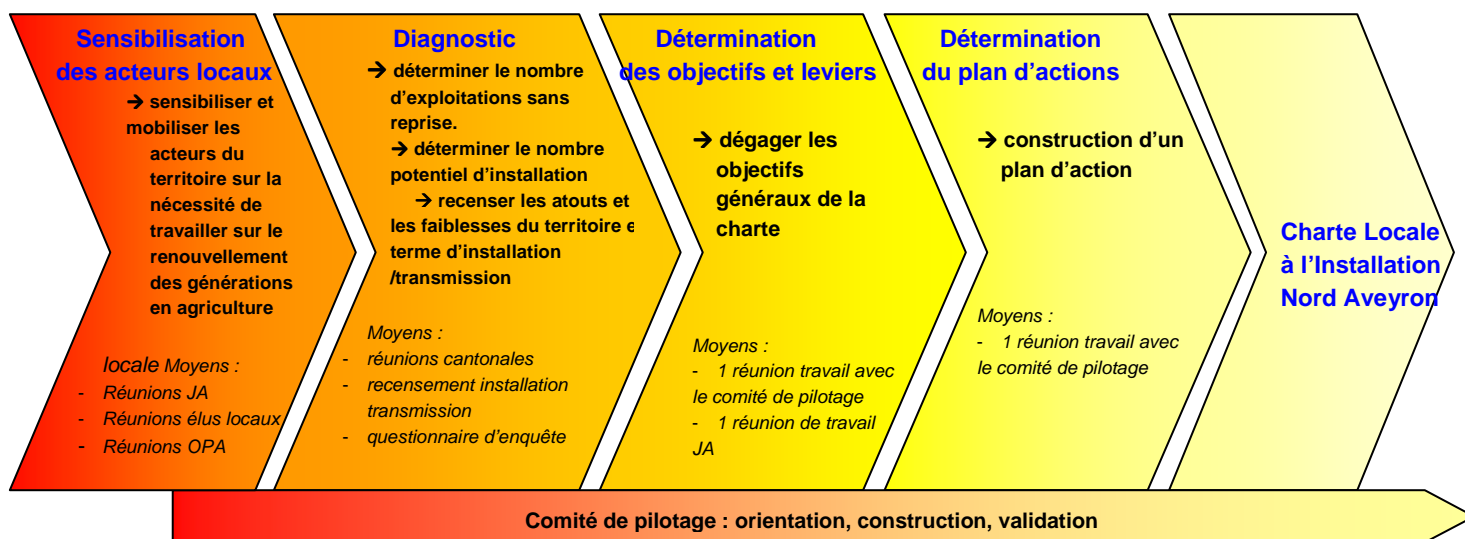 Sensibilisation
des acteurs locaux
→ sensibiliser et
mobiliser les
acteurs du
territoire sur la
nécessité de
travailler sur le
renouvellement
des générations
en agriculture
locale Moyens :
- Réunions JA
- Réunions élus locaux
- Réunions OPA
Diagnostic
→ déterminer le nombre
d'exploitations sans
reprise.
→ déterminer le nombre
potentiel d'installation
→ recenser les atouts et
les faiblesses du territoire e
terme d'installation
/transmission
Moyens :
- réunions cantonales
- recensement installation
transmission
- questionnaire d'enquête
Détermination
des objectifs et leviers
→ dégager les
objectifs
généraux de la
charte
Moyens :
- 1 réunion travail avec
le comité de pilotage
- 1 réunion de travail
JA
Détermination
du plan d'actions
→ construction d'un
plan d'action
Moyens :
- 1 réunion travail avec
le comité de pilotage
Charte Locale
à l'Installation
Nord Aveyron
Comité de pilotage : orientation, construction, validation